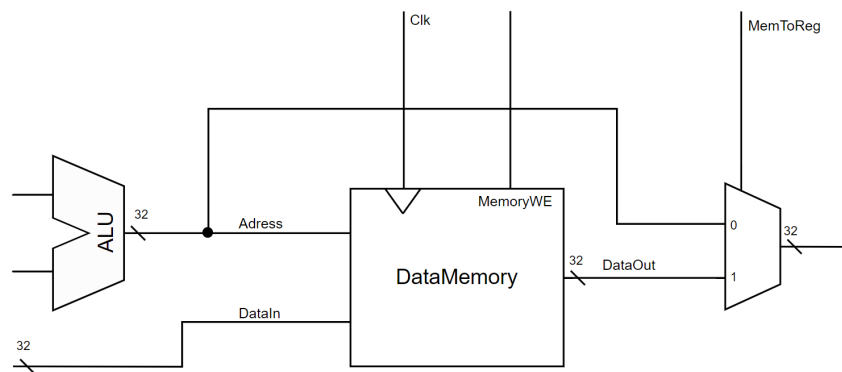 Clk
MemToReg
MemoryWE
32
ALU
Adress
0
32
32
DataMemory
DataOut
1
DataIn
32